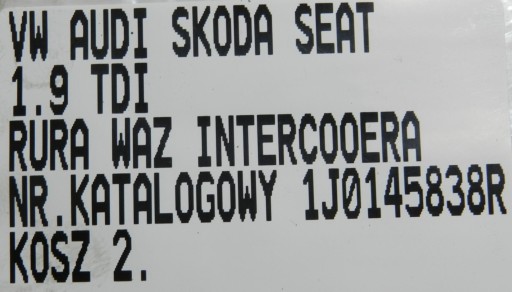 VW AUDI SKODA SEAT
1.9 TDI
RURA WAZ INTERCOOERA
NR.KATALOGOWY 1J0145838R
KOSZ 2.